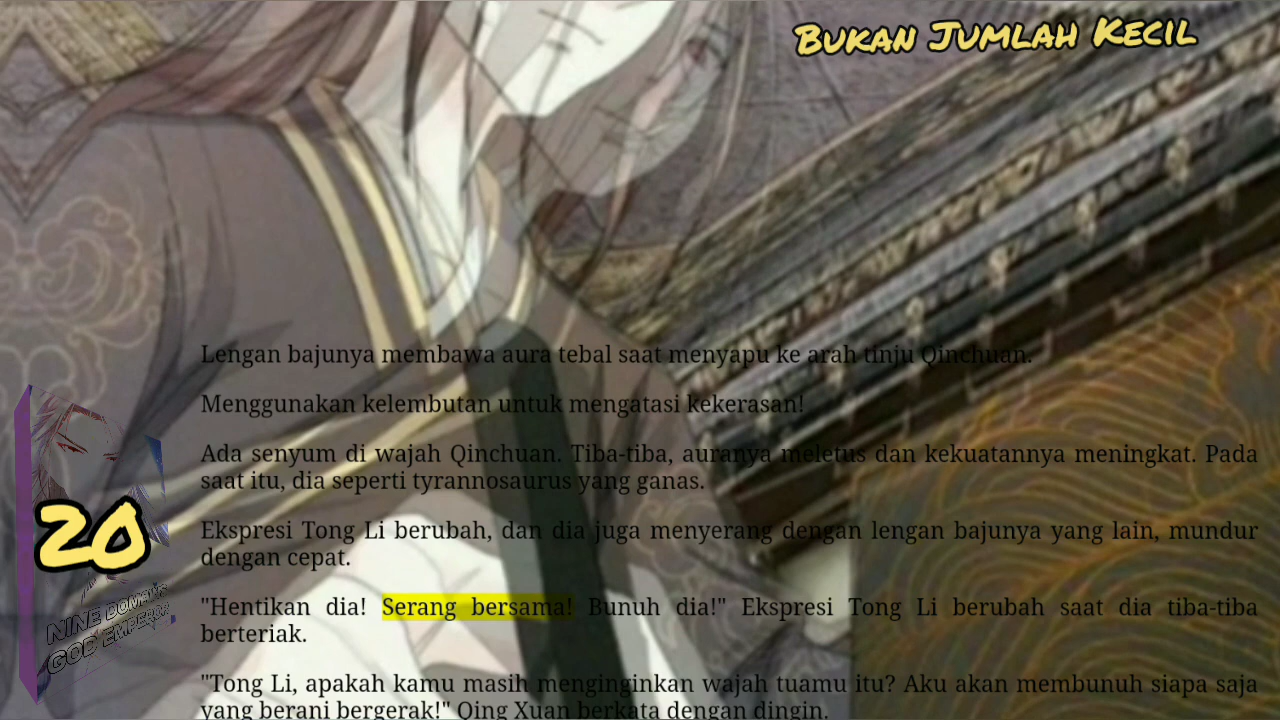 Bukan Jumlah Kecil
Lengan bajunya membawa aura tebal saat menyapu ke arah tinju Qinchuan.
Menggunakan kelembutan untuk mengatasi kekerasan!
Ada senyum di wajah Qinchuan. Tiba-tiba, auranya meletus dan kekuatannya meningkat. Pada
saat itu, dia seperti tyrannosaurus yang ganas.
Ekspresi Tong Li berubah, dan dia juga menyerang dengan lengan bajunya yang lain, mundur
dengan cepat.
"Hentikan dia! Serang bersama! Bunuh dia!" Ekspresi Tong Li berubah saat dia tiba-tiba
berteriak.
"Tong Li, apakah kamu masih menginginkan wajah tuamu itu? Aku akan membunuh siapa saja
yang berani bergerak!" Qing Xuan berkata dengan dingin.
20
NINE DOMAINS
GOD EMPEROR